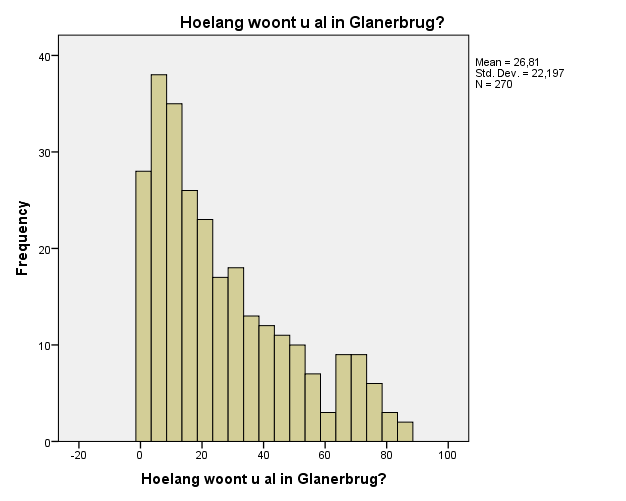 Hoelang woont u al in Glanerbrug?
Mean = 26,81
Std. Dev. = 22,197
N = 270
Frequency
40
30
20
10
0
-20 0 20 40 60 80 100
Hoelang woont u al in Glanerbrug?